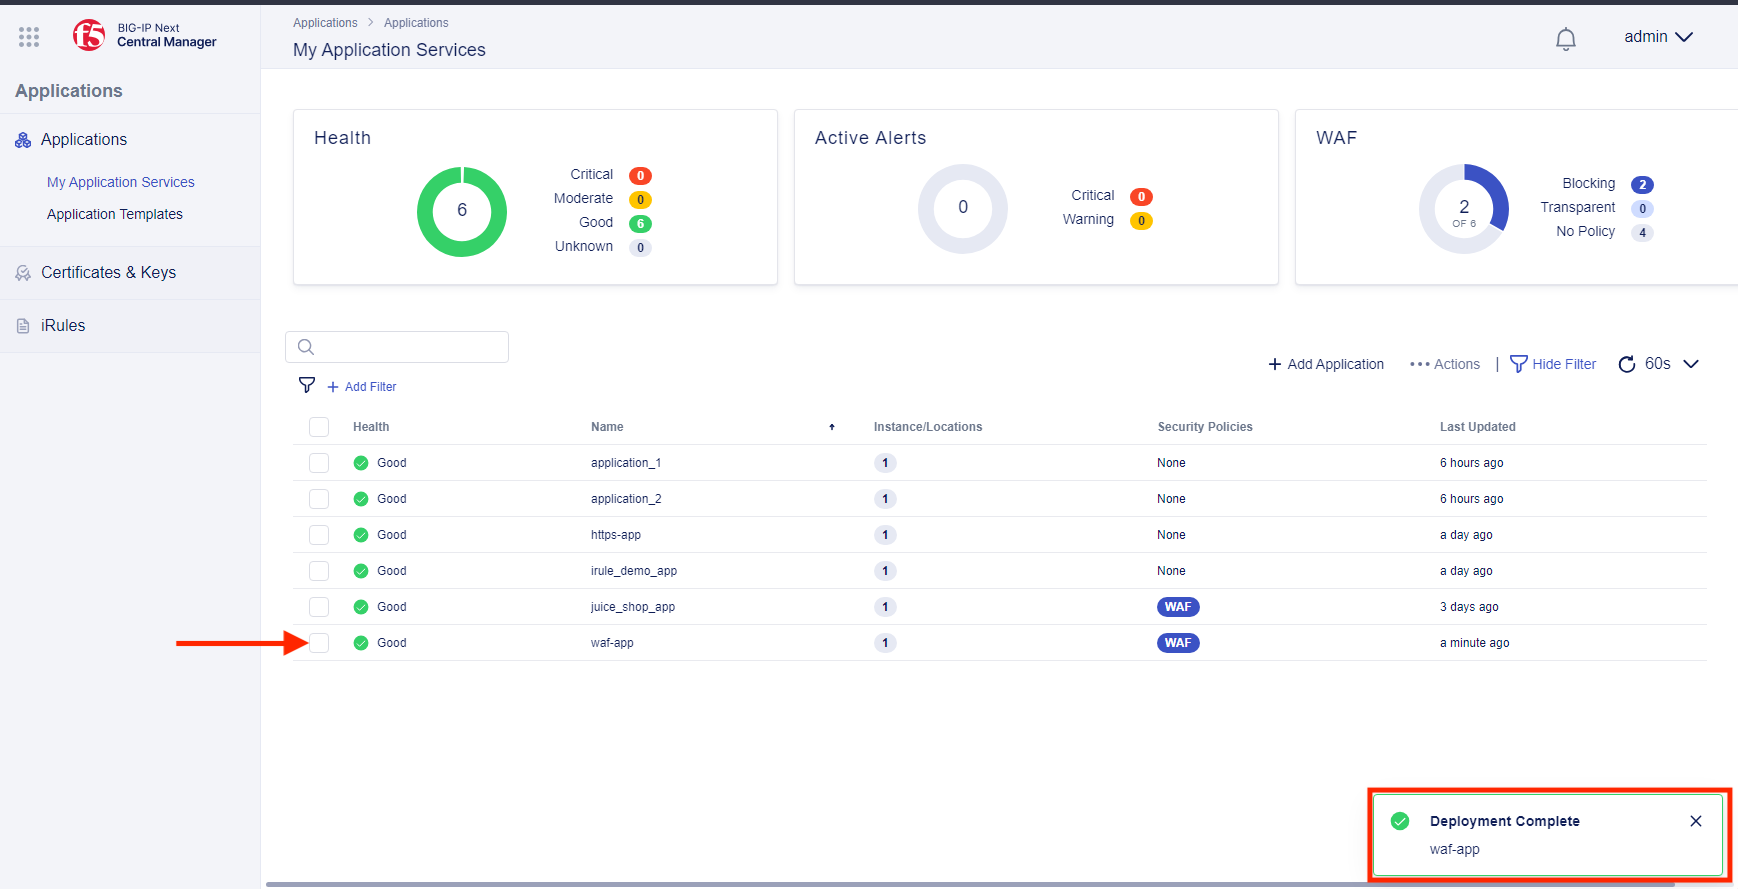 BIG-IP Next
Central Manager
Applications
Applications
My Application Services
Application Templates
Certificates & Keys
iRules
Applications > Applications
My Application Services
admin
Health
6
Critical 0
Moderate 0
Good 6
Unknown 0
Active Alerts
0
Critical 0
Warning 0
WAF
2
OF 6
Blocking 2
Transparent 0
No Policy 4
+ Add Application ••• Actions | Hide Filter 60s
+ Add Filter
Health Name Instance/Locations Security Policies Last Updated
Good application_1 1 None 6 hours ago
Good application_2 1 None 6 hours ago
Good https-app 1 None a day ago
Good irule_demo_app 1 None a day ago
Good juice_shop_app 1 WAF 3 days ago
Good waf-app 1 WAF a minute ago
Deployment Complete
waf-app